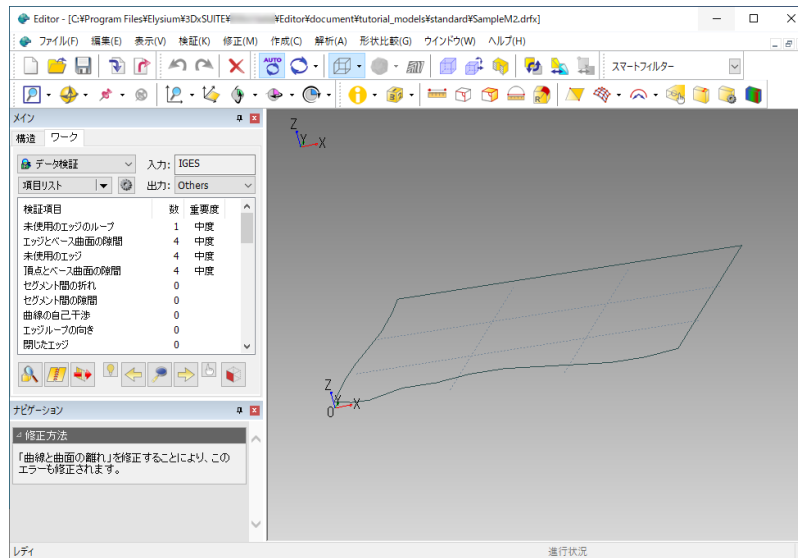 Editor - [C:¥Program Files¥Elysium¥3DxSUITE¥ ¥Editor¥document¥tutorial_models¥standard¥SampleM2.drfx]
ファイル(F) 編集(E) 表示(V) 検証(K) 修正(M) 作成(C) 解析(A) 形状比較(G) ウインドウ(W) ヘルプ(H)
AUTO スマートフィルター
メイン
構造 ワーク
データ検証 入力: IGES
項目リスト 出力: Others
検証項目 数 重要度
未使用のエッジのループ 1 中度
エッジとベース曲面の隙間 4 中度
未使用のエッジ 4 中度
頂点とベース曲面の隙間 4 中度
セグメント間の折れ 0
セグメント間の隙間 0
曲線の自己干渉 0
エッジループの向き 0
閉じたエッジ 0
ナビゲーション
修正方法
「曲線と曲面の離れ」を修正することにより、この
エラーも修正されます。
Z
Y
X
Z
Y
X
0
レディ 進行状況